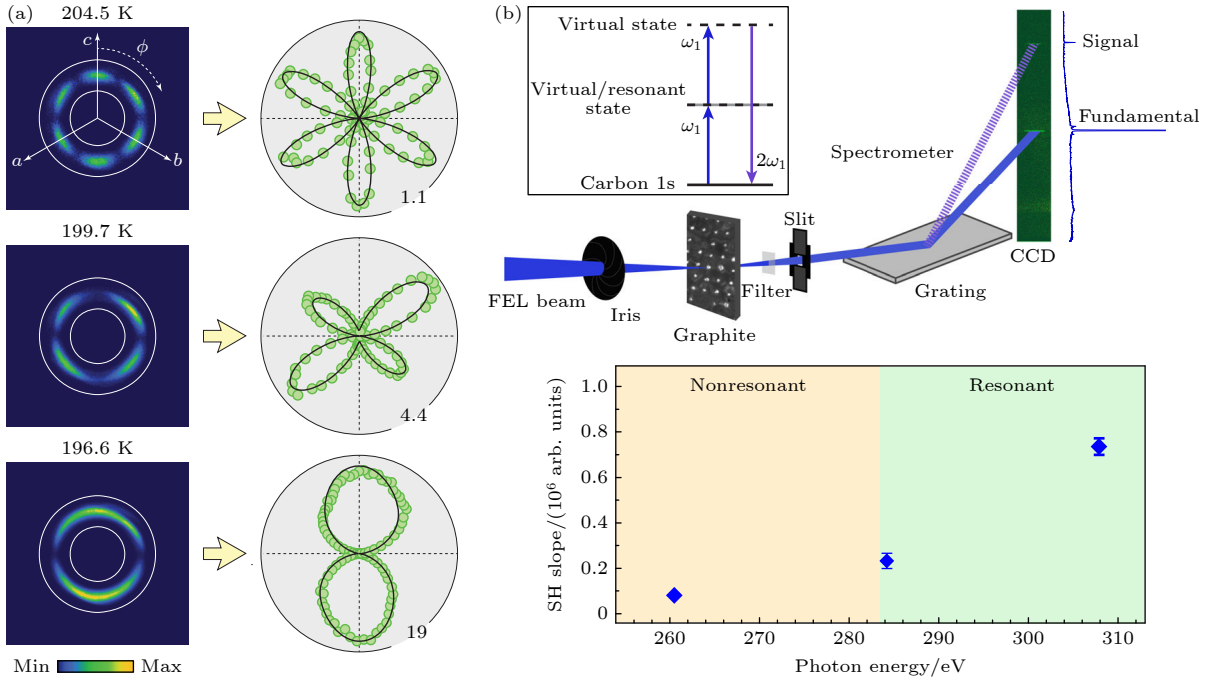 (a)
204.5 K
c
ϕ
a
b
1.1
199.7 K
4.4
196.6 K
19
Min
Max
(b)
Virtual state
ω1
Virtual/resonant
state
ω1
2ω1
Carbon 1s
Signal
Fundamental
Spectrometer
Slit
CCD
FEL beam
Filter
Grating
Iris
Graphite
Nonresonant
Resonant
SH slope/(10⁶ arb. units)
1.0
0.8
0.6
0.4
0.2
0
260
270
280
290
300
310
Photon energy/eV